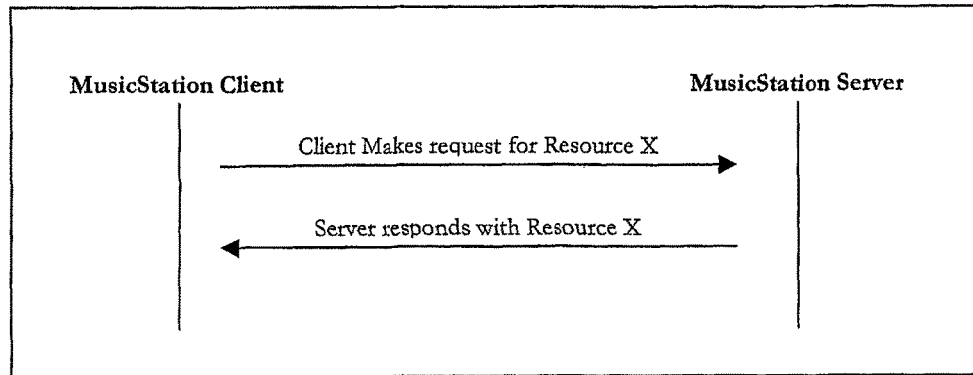 MusicStation Client
MusicStation Server
Client Makes request for Resource X
Server responds with Resource X